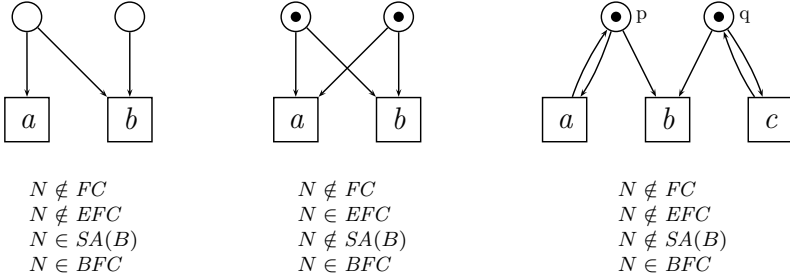 p q
a b a b a b c
N ∉ FC N ∉ FC N ∉ FC
N ∉ EFC N ∈ EFC N ∉ EFC
N ∈ SA(B) N ∉ SA(B) N ∉ SA(B)
N ∈ BFC N ∈ BFC N ∈ BFC